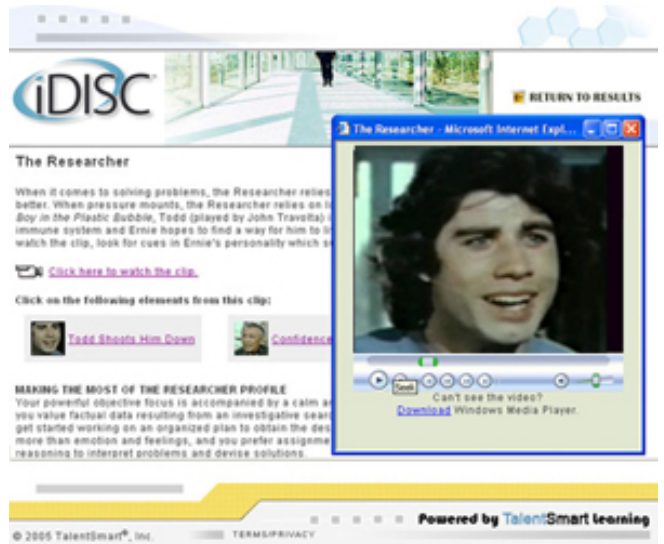 iDISC
RETURN TO RESULTS
The Researcher - Microsoft Internet Expl...
The Researcher
When it comes to solving problems, the Researcher relies
better. When pressure mounts, the Researcher relies on
Boy in the Plastic Bubble, Todd (played by John Travolta)
immune system and Ernie hopes to find a way for him to
watch the clip, look for cues in Ernie's personality which
Click here to watch the clip.
Click on the following elements from this clip:
Todd Shoots Him Down
Confidence
Seek
Can't see the video?
Download Windows Media Player.
MAKING THE MOST OF THE RESEARCHER PROFILE
Your powerful objective focus is accompanied by a calm
you value factual data resulting from an investigative
get started working on an organized plan to obtain the
more than emotion and feelings, and you prefer
reasoning to interpret problems and devise solutions.
Powered by TalentSmart Learning
© 2005 TalentSmart®, Inc.
TERMS/PRIVACY